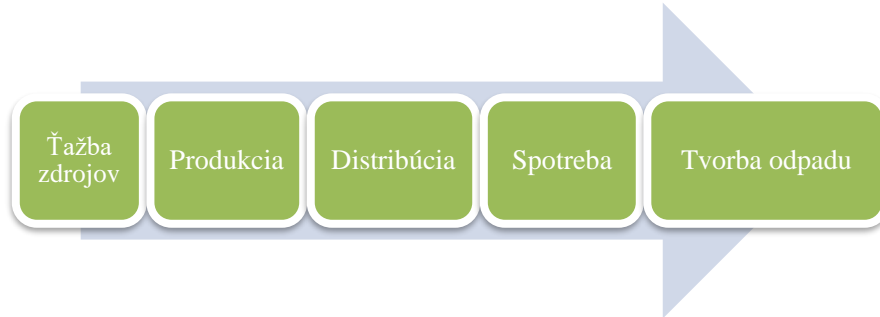 Ťažba
zdrojov
Produkcia
Distribúcia
Spotreba
Tvorba odpadu